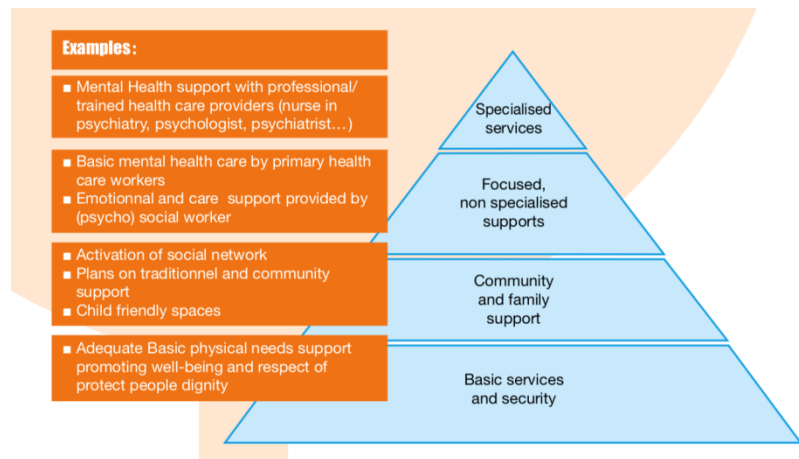 Examples:
■ Mental Health support with professional/
trained health care providers (nurse in
psychiatry, psychologist, psychiatrist…)
■ Basic mental health care by primary health
care workers
■ Emotionnal and care support provided by
(psycho) social worker
■ Activation of social network
■ Plans on traditionnel and community
support
■ Child friendly spaces
■ Adequate Basic physical needs support
promoting well-being and respect of
protect people dignity
Specialised
services
Focused,
non specialised
supports
Community
and family
support
Basic services
and security